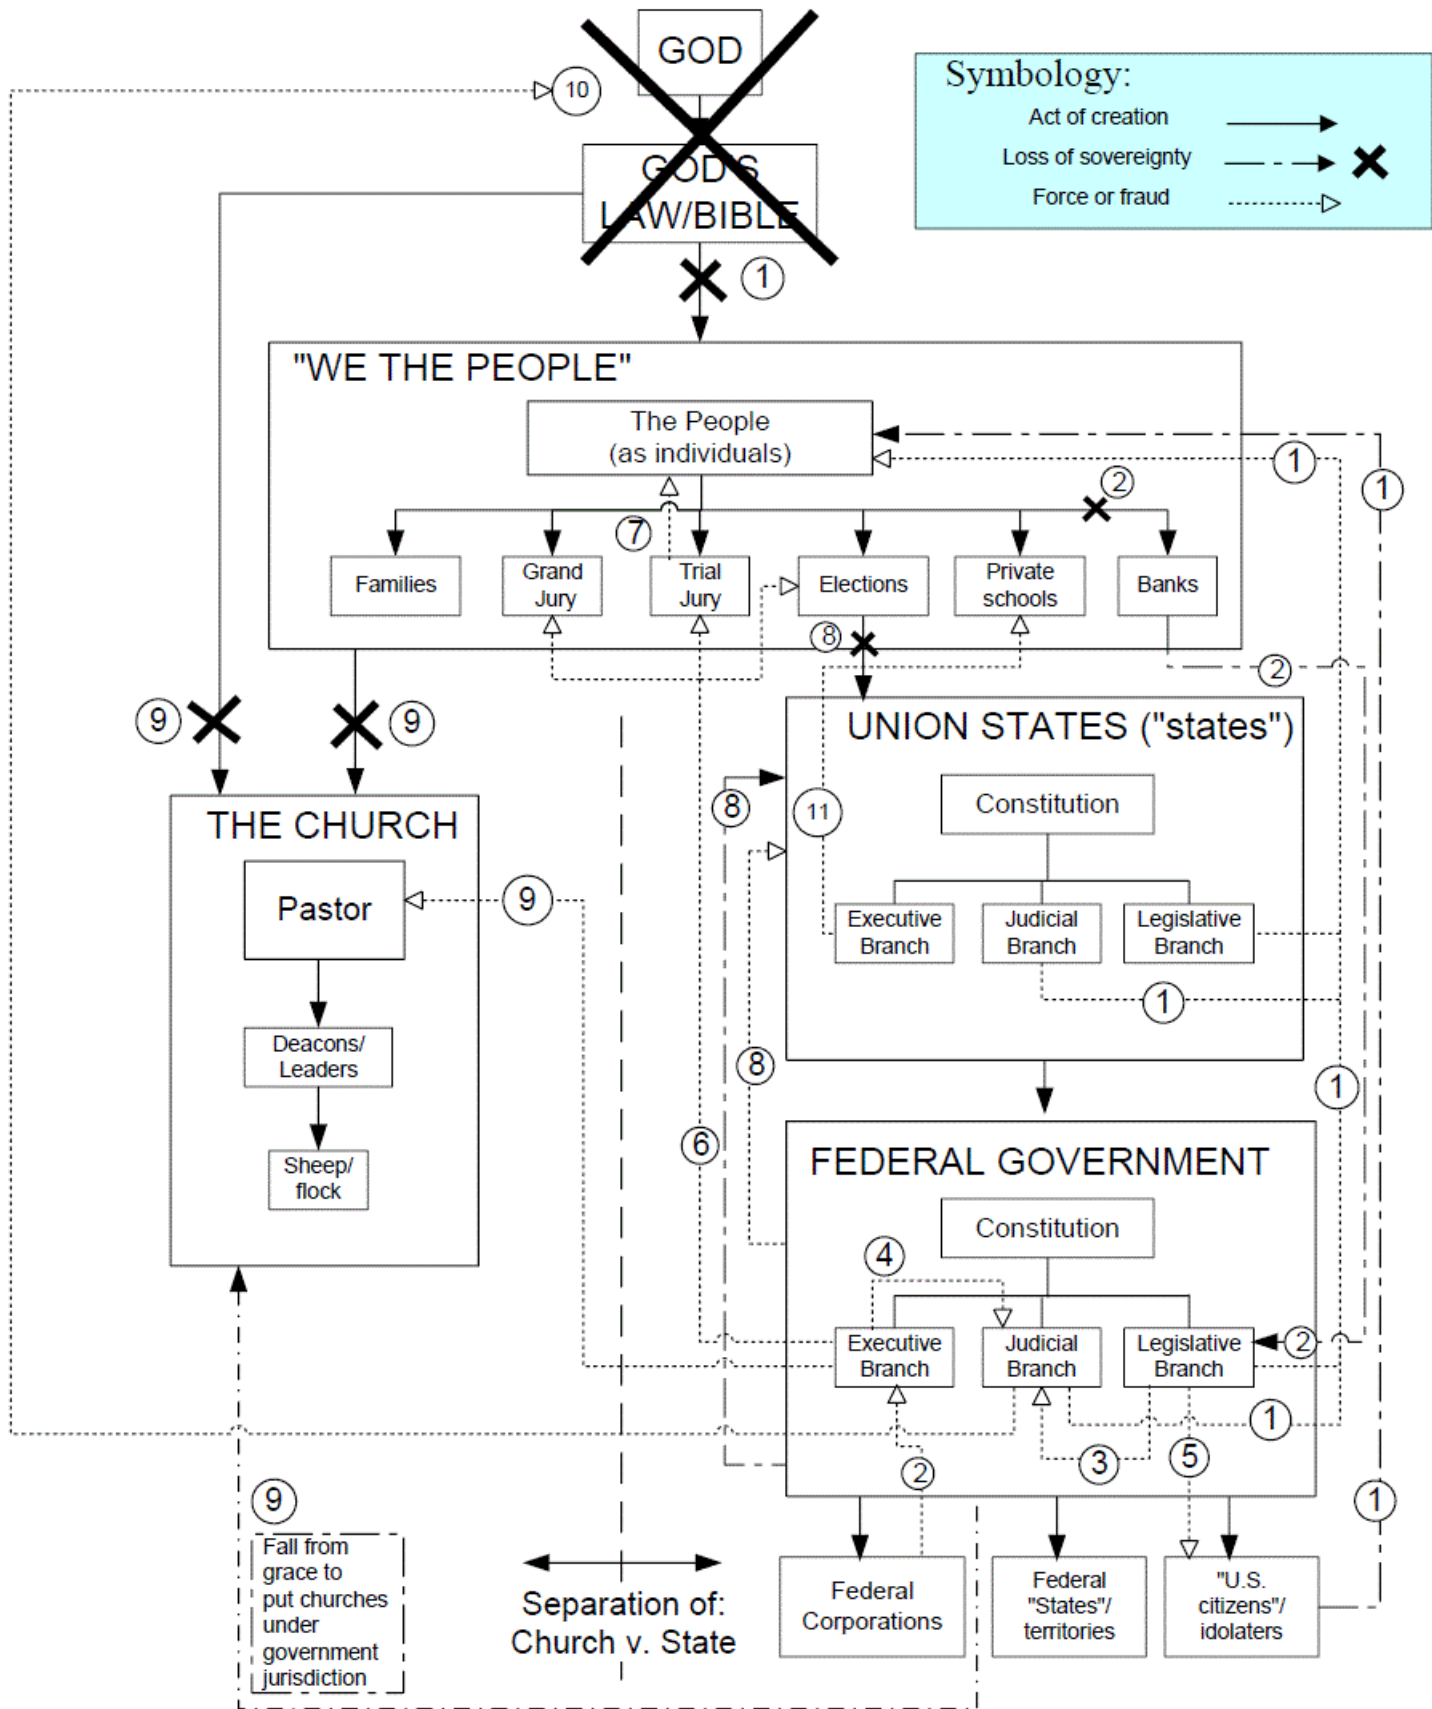 GOD
Symbology:
Act of creation
Loss of sovereignty
Force or fraud
10
GOD'S
LAW/BIBLE
1
"WE THE PEOPLE"
The People
(as individuals)
1
1
2
7
Families
Grand
Jury
Trial
Jury
Elections
Private
schools
Banks
8
2
9
9
UNION STATES ("states")
8
11
Constitution
THE CHURCH
Pastor
9
Executive
Branch
Judicial
Branch
Legislative
Branch
1
Deacons/
Leaders
8
1
6
Sheep/
flock
FEDERAL GOVERNMENT
Constitution
4
Executive
Branch
Judicial
Branch
Legislative
Branch
2
1
2
3
5
9
1
Fall from
grace to
put churches
under
government
jurisdiction
Separation of:
Church v. State
Federal
Corporations
Federal
"States"/
territories
"U.S.
citizens"/
idolaters